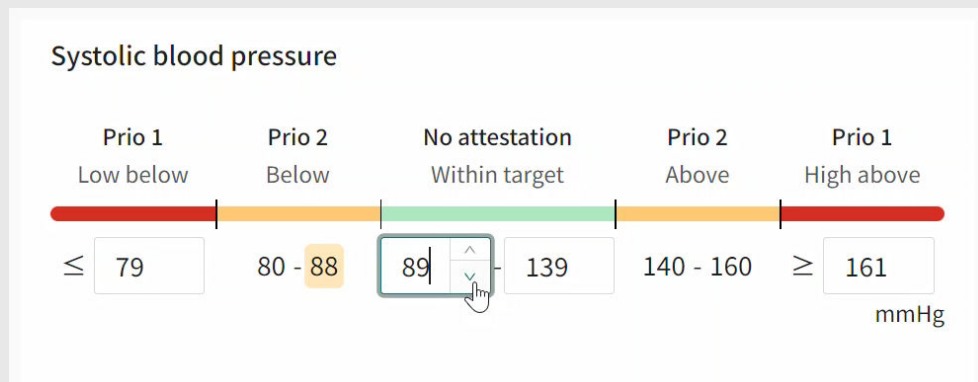 Systolic blood pressure
Prio 1 Prio 2 No attestation Prio 2 Prio 1
Low below Below Within target Above High above
≤ 79 80 - 88 89 - 139 140 - 160 ≥ 161
mmHg